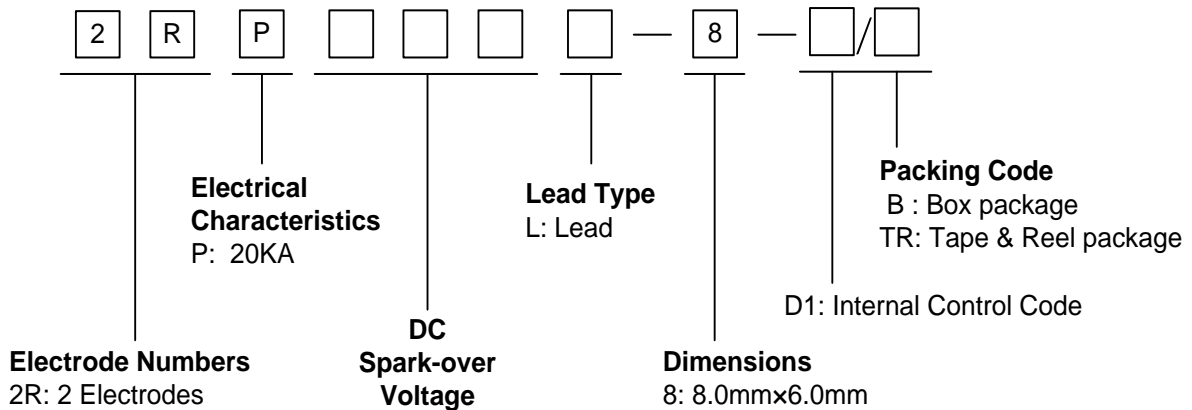 2 R P — 8 — /
Electrical
Characteristics
P: 20KA
Lead Type
L: Lead
Packing Code
B : Box package
TR: Tape & Reel package
D1: Internal Control Code
Electrode Numbers
2R: 2 Electrodes
DC
Spark-over
Voltage
Dimensions
8: 8.0mm×6.0mm